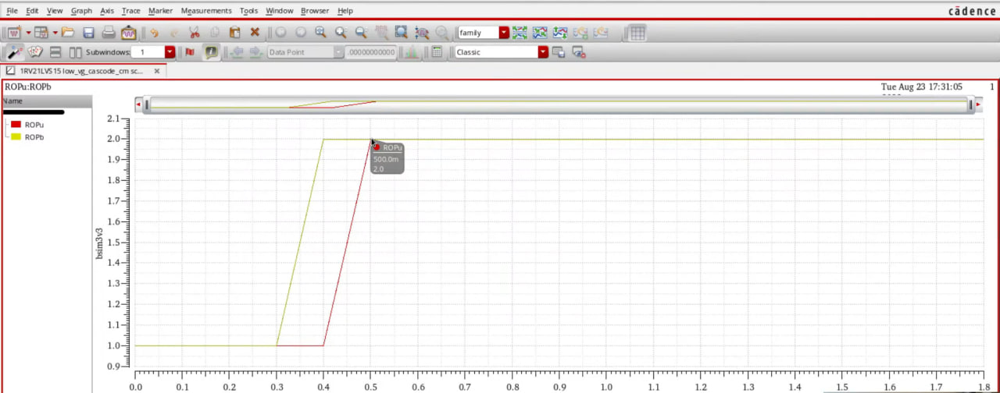 File Edit View Graph Axis Trace Marker Measurements Tools Window Browser Help
cādence
family
Subwindows: 1
Data Point
.00000000000
Classic
1RV21LVS15 low_vg_cascode_cm sc...
ROPu:ROPb
Tue Aug 23 17:31:05
1
Name
ROPu
ROPb
2.1
2.0
1.9
1.8
1.7
1.6
1.5
1.4
1.3
1.2
1.1
1.0
0.9
bsim3v3
ROPu
500.0m
2.0
0.0 0.1 0.2 0.3 0.4 0.5 0.6 0.7 0.8 0.9 1.0 1.1 1.2 1.3 1.4 1.5 1.6 1.7 1.8